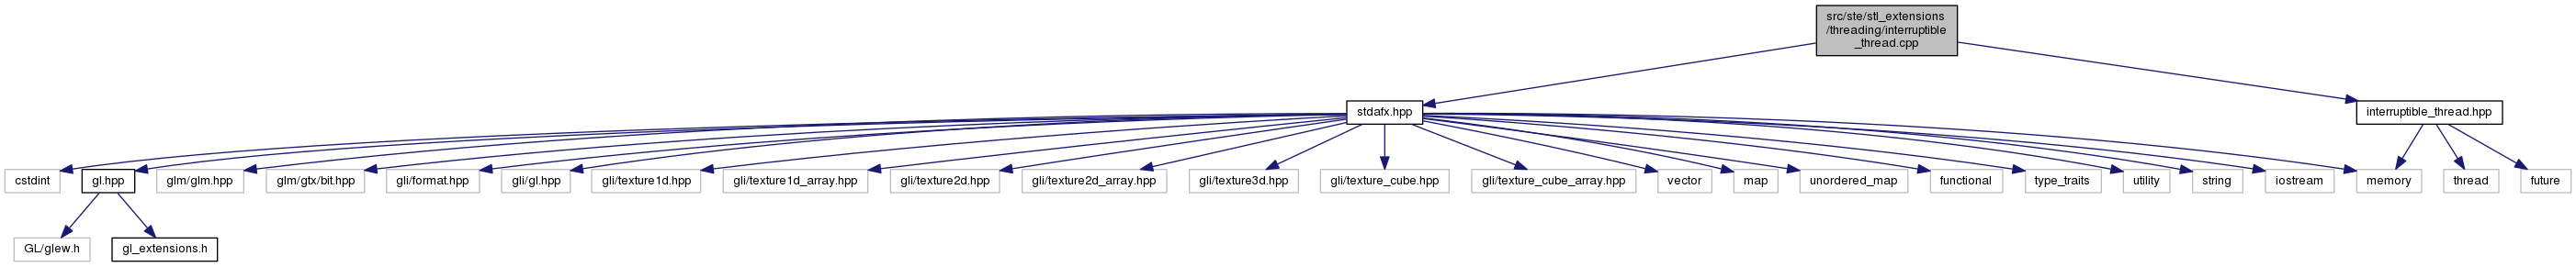 src/ste/stl_extensions
/threading/interruptible
_thread.cpp
stdafx.hpp
interruptible_thread.hpp
cstdint
gl.hpp
glm/glm.hpp
glm/gtx/bit.hpp
gli/format.hpp
gli/gl.hpp
gli/texture1d.hpp
gli/texture1d_array.hpp
gli/texture2d.hpp
gli/texture2d_array.hpp
gli/texture3d.hpp
gli/texture_cube.hpp
gli/texture_cube_array.hpp
vector
map
unordered_map
functional
type_traits
utility
string
iostream
memory
thread
future
GL/glew.h
gl_extensions.h